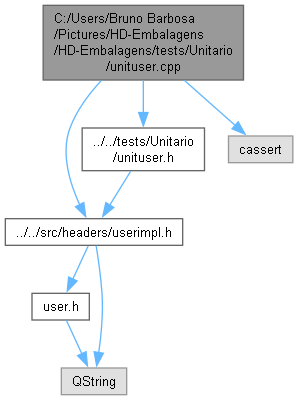 C:/Users/Bruno Barbosa
/Pictures/HD-Embalagens
/HD-Embalagens/tests/Unitario
/unituser.cpp
../../tests/Unitario
/unituser.h
cassert
../../src/headers/userimpl.h
user.h
QString